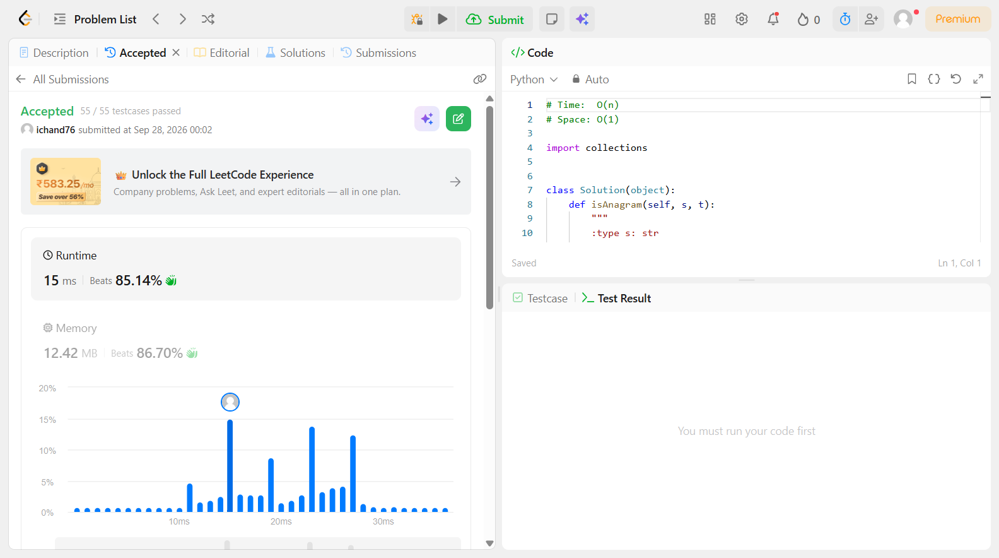 Problem List
Submit
0
Premium
Description
Accepted
Editorial
Solutions
Submissions
All Submissions
Accepted 55 / 55 testcases passed
ichand76 submitted at Sep 28, 2026 00:02
₹583.25/mo
Save over 56%
Unlock the Full LeetCode Experience
Company problems, Ask Leet, and expert editorials — all in one plan.
Runtime
15 ms Beats 85.14%
Memory
12.42 MB Beats 86.70%
20%
15%
10%
5%
0%
10ms 20ms 30ms
</> Code
Python Auto
1 # Time:  O(n)
2 # Space: O(1)
3
4 import collections
5
6
7 class Solution(object):
8     def isAnagram(self, s, t):
9         """
10         :type s: str
Saved Ln 1, Col 1
Testcase
Test Result
You must run your code first